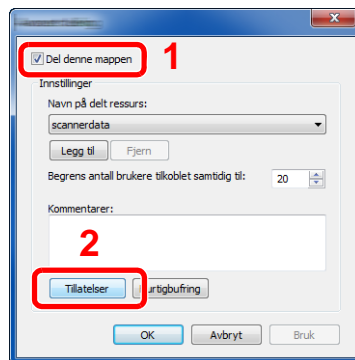 Del denne mappen
1
Innstillinger
Navn på delt ressurs:
scannerdata
Legg til Fjern
Begrens antall brukere tilkoblet samtidig til: 20
Kommentarer:
2
Tillatelser urtigbufring
OK Avbryt Bruk